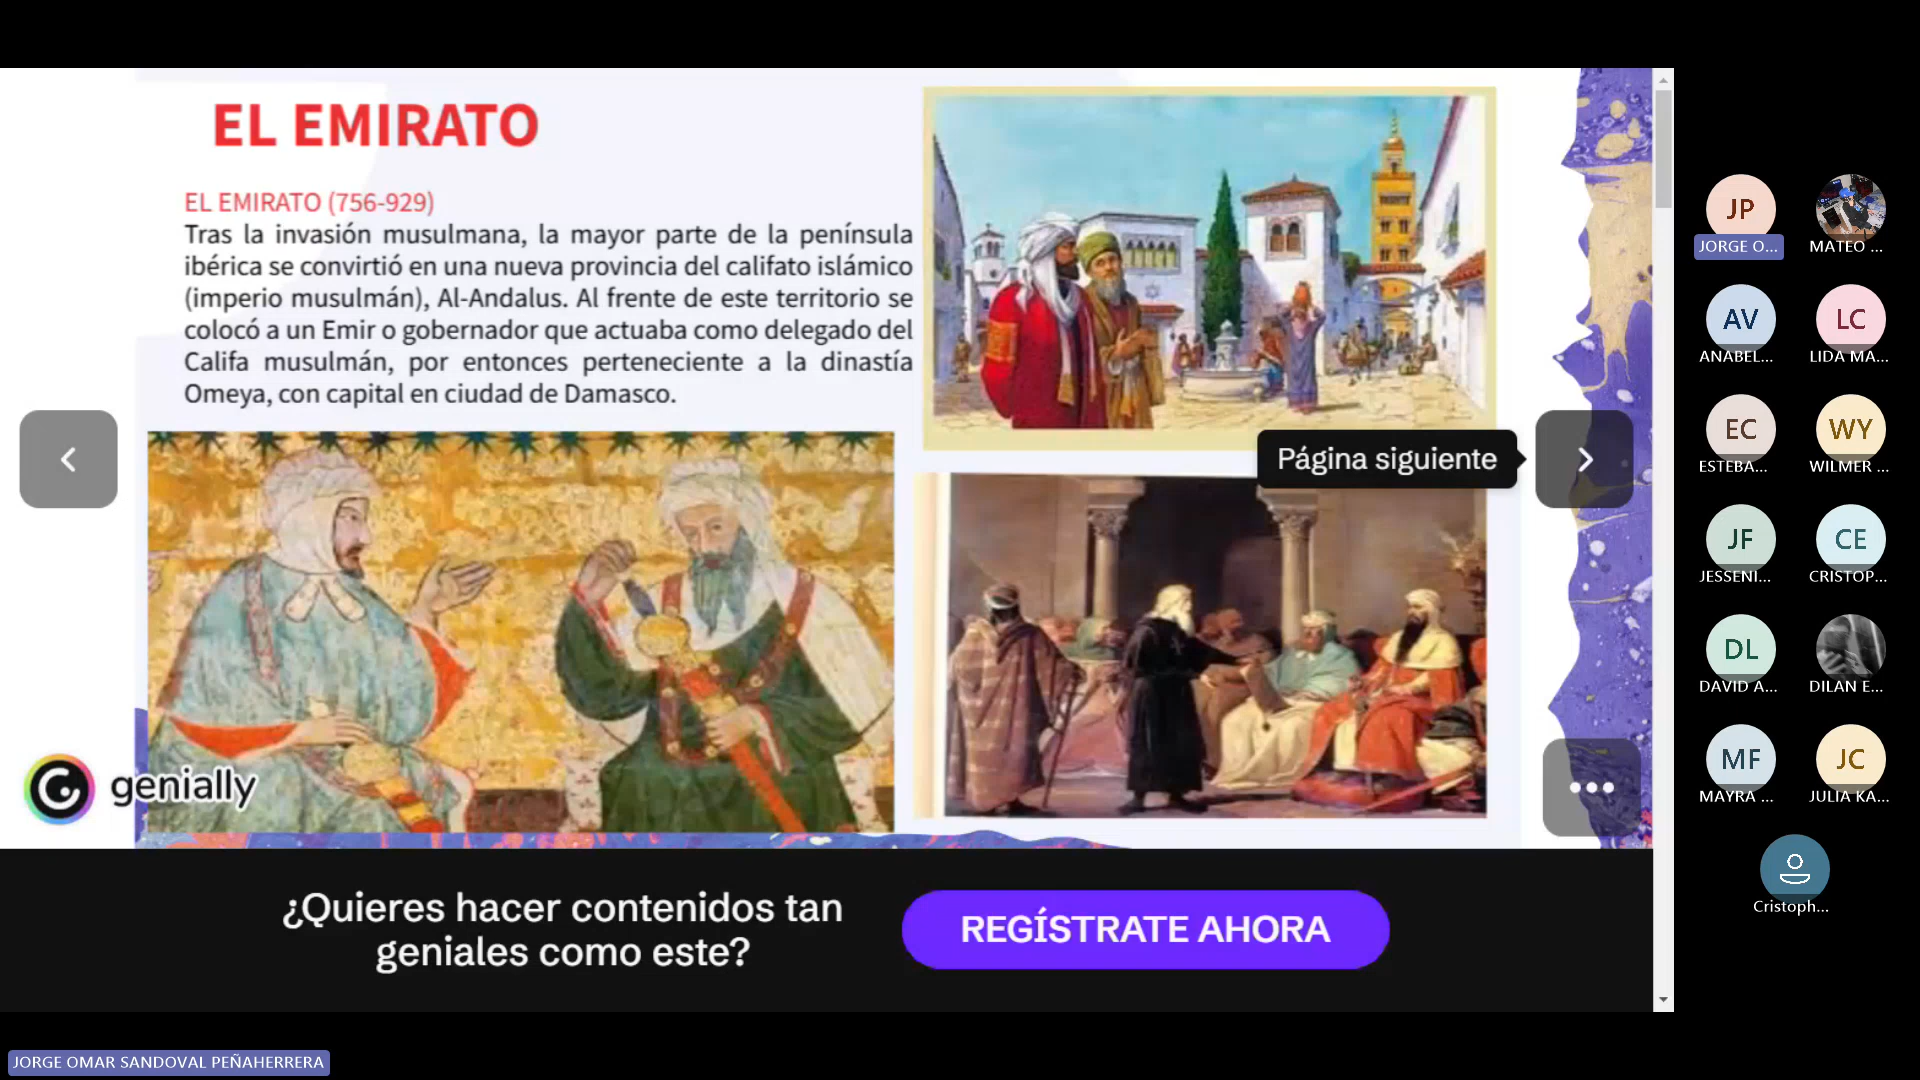 EL EMIRATO
EL EMIRATO (756-929)
Tras la invasión musulmana, la mayor parte de la península
ibérica se convirtió en una nueva provincia del califato islámico
(imperio musulmán), Al-Andalus. Al frente de este territorio se
colocó a un Emir o gobernador que actuaba como delegado del
Califa musulmán, por entonces perteneciente a la dinastía
Omeya, con capital en ciudad de Damasco.
Página siguiente
genially
¿Quieres hacer contenidos tan
geniales como este?
REGÍSTRATE AHORA
JP
JORGE O...
MATEO ...
AV
ANABEL...
LC
LIDA MA...
EC
ESTEBA...
WY
WILMER ...
JF
JESSENI...
CE
CRISTOP...
DL
DAVID A...
DILAN E...
MF
MAYRA ...
JC
JULIA KA...
Cristoph...
JORGE OMAR SANDOVAL PEÑAHERRERA